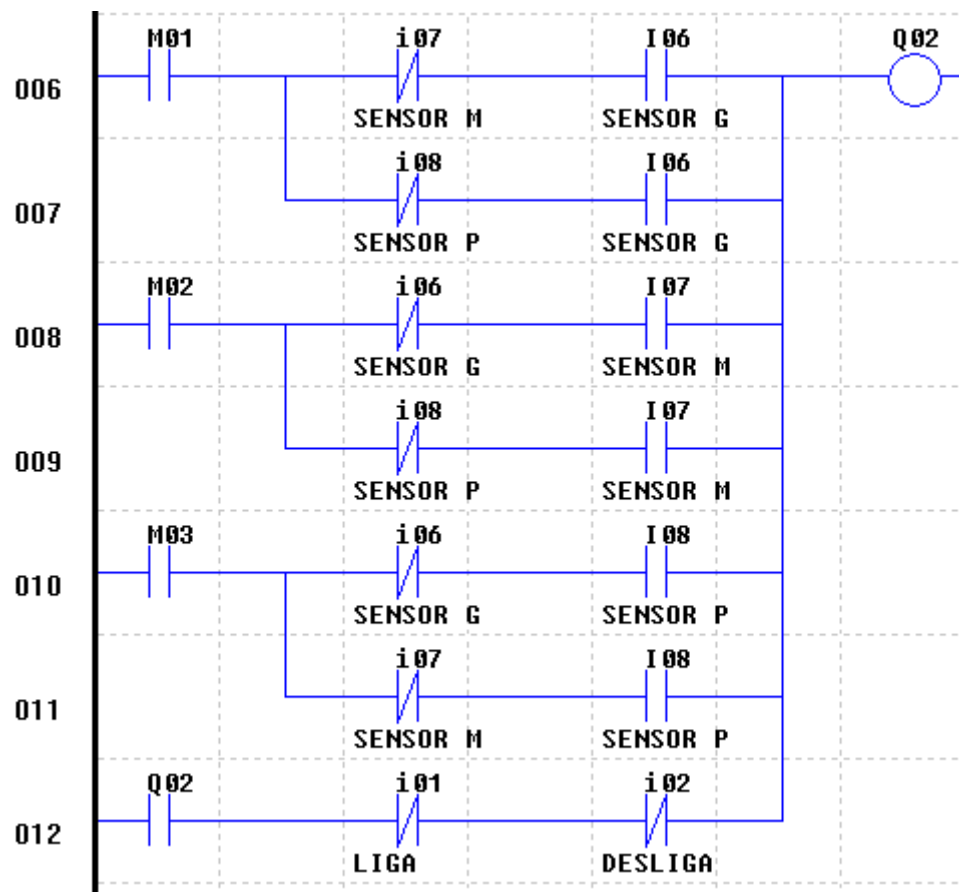 M01 i07 I06 Q02
006
SENSOR M SENSOR G
i08 I06
007
SENSOR P SENSOR G
M02 i06 I07
008
SENSOR G SENSOR M
i08 I07
009
SENSOR P SENSOR M
M03 i06 I08
010
SENSOR G SENSOR P
i07 I08
011
SENSOR M SENSOR P
Q02 i01 i02
012
LIGA DESLIGA